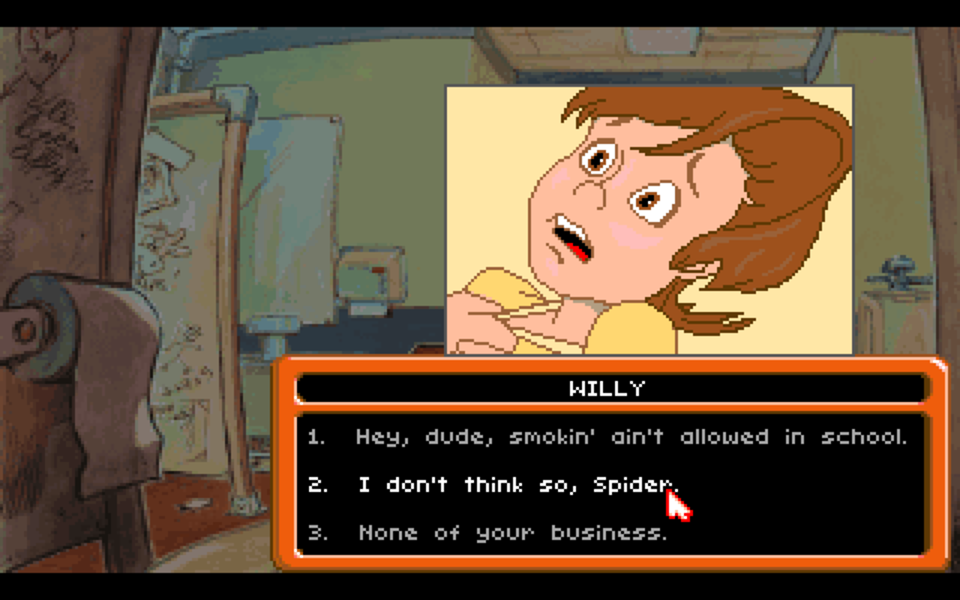 WILLY
1. Hey, dude, smokin' ain't allowed in school.
2. I don't think so, Spider.
3. None of your business.